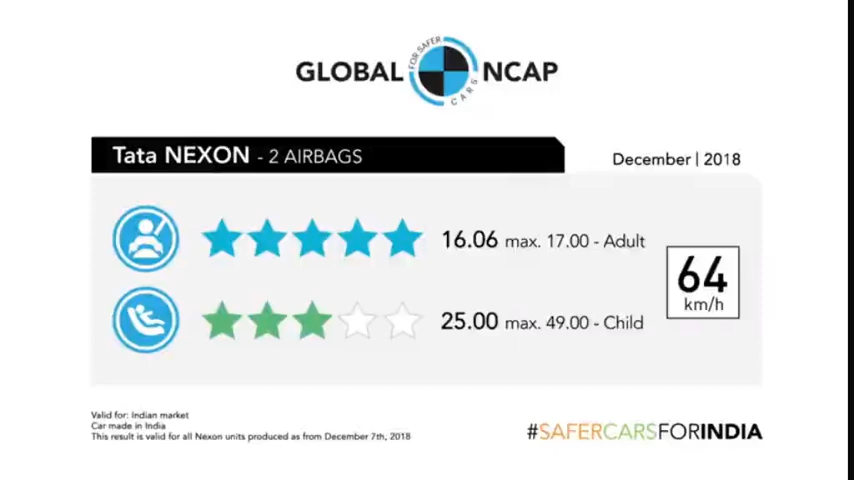 GLOBAL FOR SAFER CARS NCAP
Tata NEXON - 2 AIRBAGS
December | 2018
16.06 max. 17.00 - Adult
64
km/h
25.00 max. 49.00 - Child
Valid for: Indian market
Car made in India
This result is valid for all Nexon units produced as from December 7th, 2018
#SAFERCARSFORINDIA